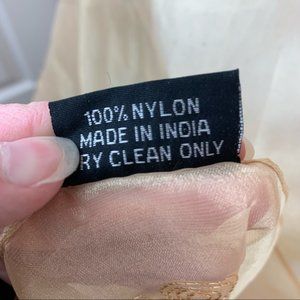 100% NYLON
MADE IN INDIA
RY CLEAN ONLY